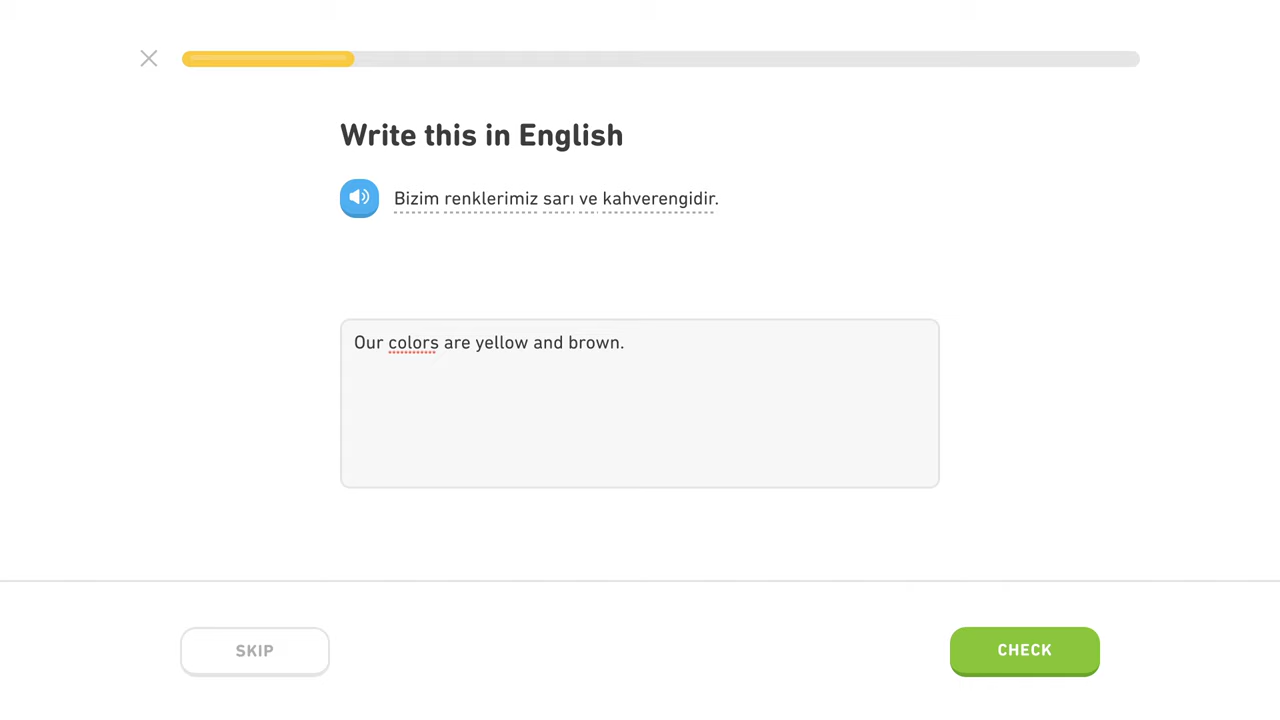 Write this in English
Bizim renklerimiz sarı ve kahverengidir.
Our colors are yellow and brown.
SKIP
CHECK